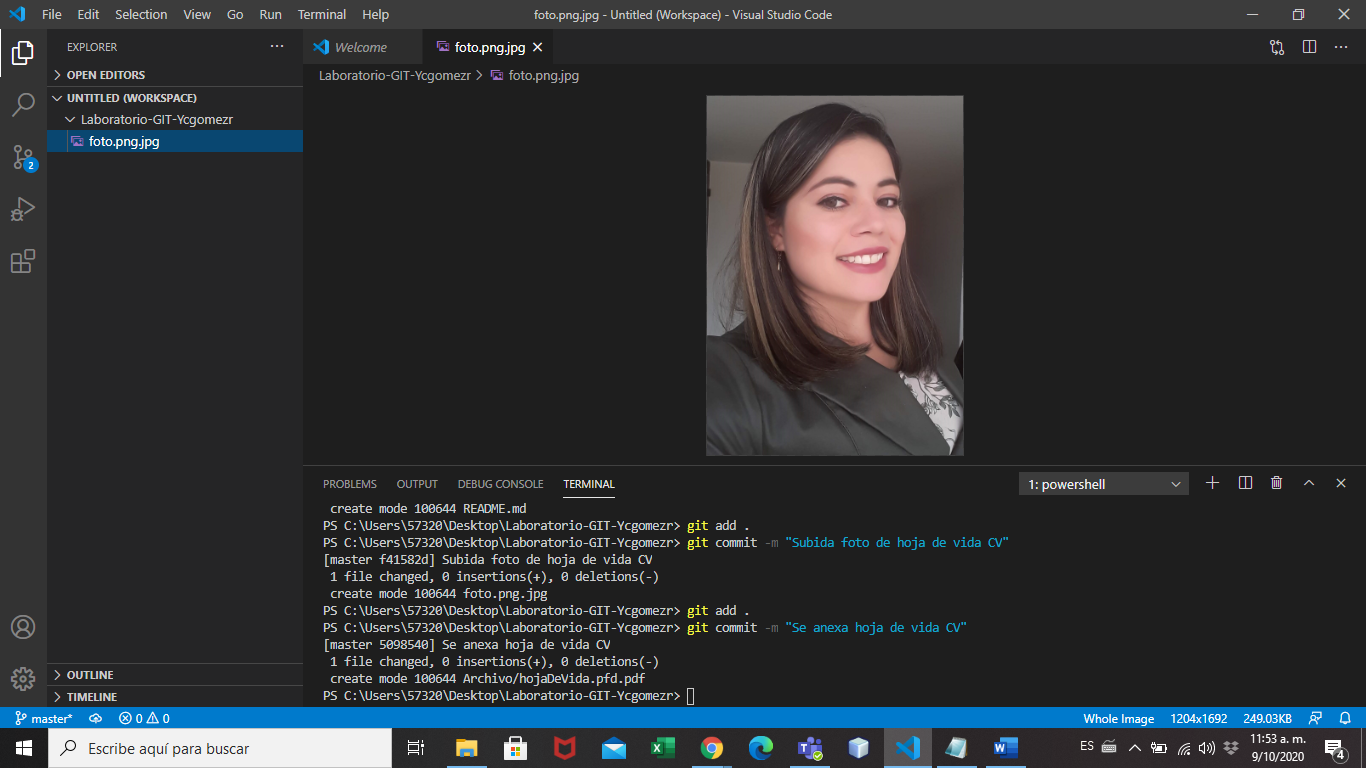 File Edit Selection View Go Run Terminal Help
foto.png.jpg - Untitled (Workspace) - Visual Studio Code
EXPLORER
OPEN EDITORS
UNTITLED (WORKSPACE)
Laboratorio-GIT-Ycgomezr
foto.png.jpg
2
OUTLINE
TIMELINE
Welcome
foto.png.jpg
Laboratorio-GIT-Ycgomezr > foto.png.jpg
PROBLEMS OUTPUT DEBUG CONSOLE TERMINAL
1: powershell
create mode 100644 README.md
PS C:\Users\57320\Desktop\Laboratorio-GIT-Ycgomezr> git add .
PS C:\Users\57320\Desktop\Laboratorio-GIT-Ycgomezr> git commit -m "Subida foto de hoja de vida CV"
[master f41582d] Subida foto de hoja de vida CV
1 file changed, 0 insertions(+), 0 deletions(-)
create mode 100644 foto.png.jpg
PS C:\Users\57320\Desktop\Laboratorio-GIT-Ycgomezr> git add .
PS C:\Users\57320\Desktop\Laboratorio-GIT-Ycgomezr> git commit -m "Se anexa hoja de vida CV"
[master 5098540] Se anexa hoja de vida CV
1 file changed, 0 insertions(+), 0 deletions(-)
create mode 100644 Archivo/hojaDeVida.pfd.pdf
PS C:\Users\57320\Desktop\Laboratorio-GIT-Ycgomezr>
master* 0 0
Whole Image 1204x1692 249.03KB
Escribe aquí para buscar
ES
11:53 a. m.
9/10/2020
4